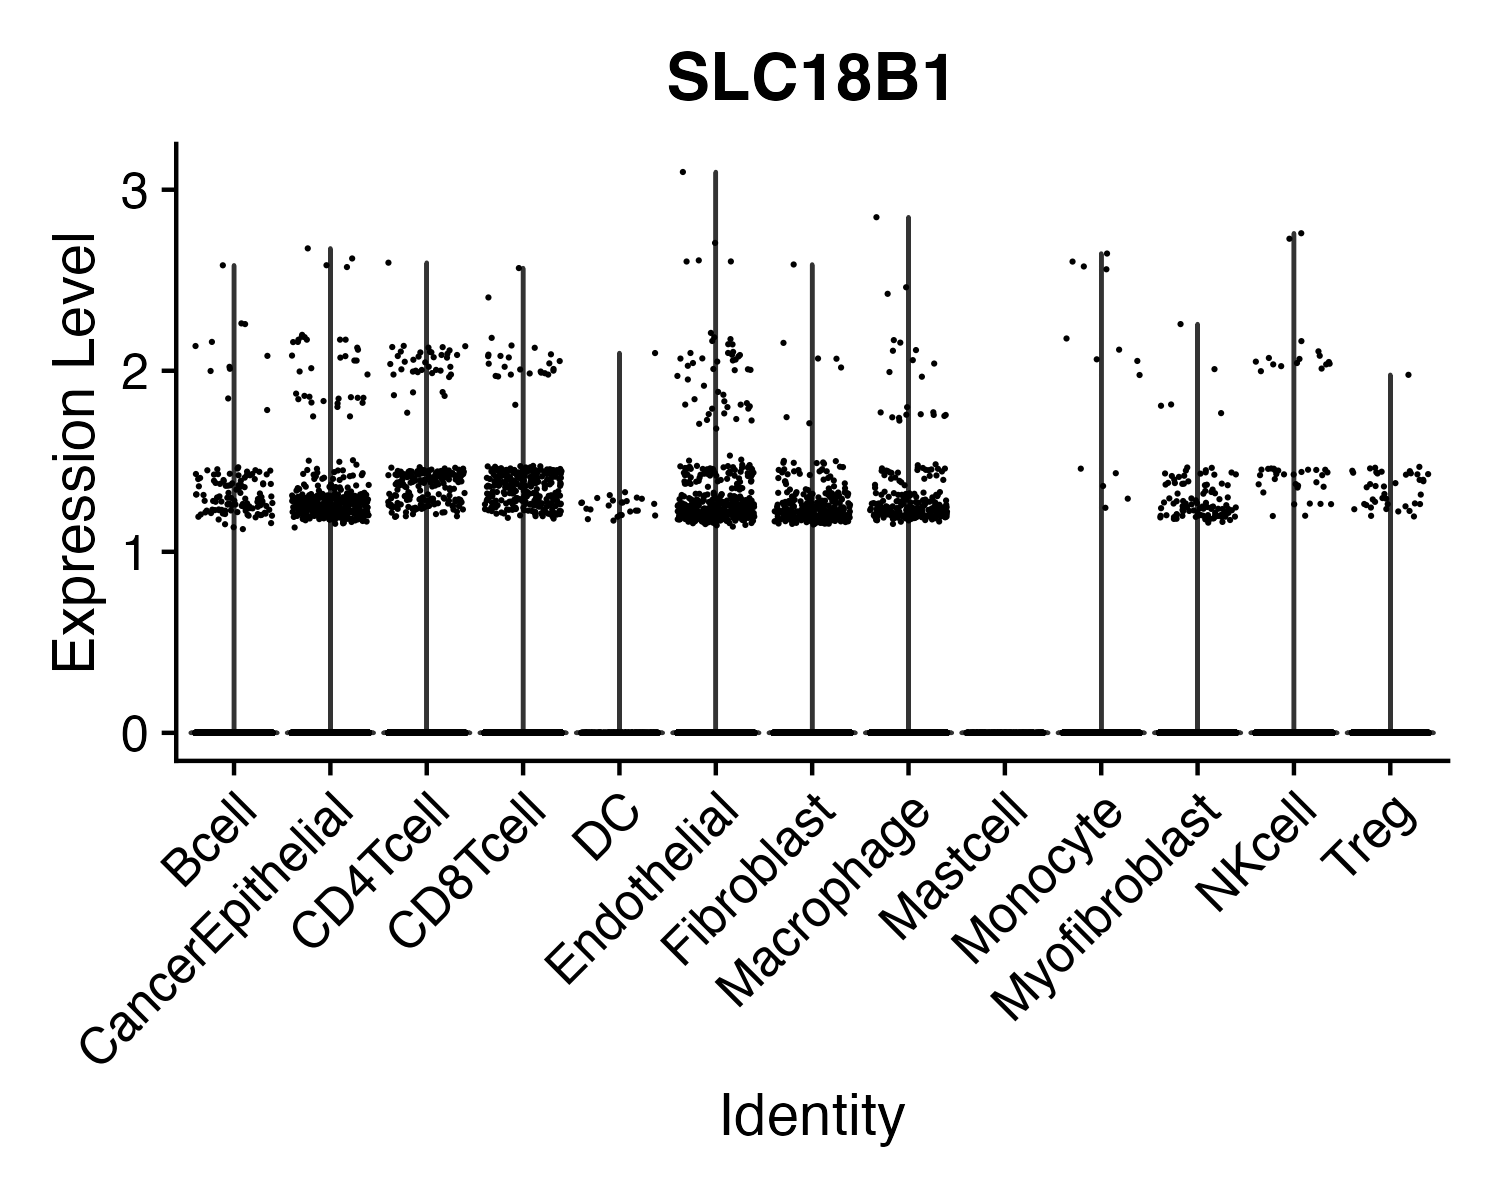 SLC18B1
Expression Level
3
2
1
0
Bcell
CancerEpithelial
CD4Tcell
CD8Tcell
DC
Endothelial
Fibroblast
Macrophage
Mastcell
Monocyte
Myofibroblast
NKcell
Treg
Identity